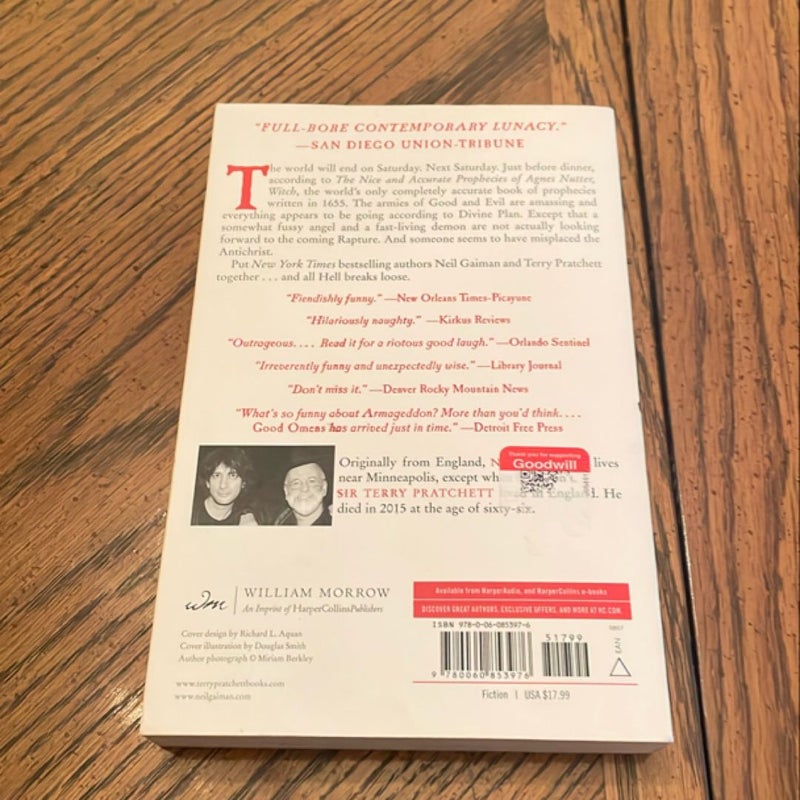 "FULL-BORE CONTEMPORARY LUNACY."
—SAN DIEGO UNION-TRIBUNE
The world will end on Saturday. Next Saturday. Just before dinner,
according to The Nice and Accurate Prophecies of Agnes Nutter,
Witch, the world's only completely accurate book of prophecies
written in 1655. The armies of Good and Evil are amassing and
everything appears to be going according to Divine Plan. Except that a
somewhat fussy angel and a fast-living demon are not actually looking
forward to the coming Rapture. And someone seems to have misplaced the
Antichrist.
Put New York Times bestselling authors Neil Gaiman and Terry Pratchett
together . . . and all Hell breaks loose.
"Fiendishly funny." —New Orleans Times-Picayune
"Hilariously naughty." —Kirkus Reviews
"Outrageous. . . . Read it for a riotous good laugh." —Orlando Sentinel
"Irreverently funny and unexpectedly wise." —Library Journal
"Don't miss it." —Denver Rocky Mountain News
"What's so funny about Armageddon? More than you'd think. . . .
Good Omens has arrived just in time." —Detroit Free Press
Originally from England, lives
near Minneapolis, except
SIR TERRY PRATCHETT in England. He
died in 2015 at the age of sixty-six.
Thank you for supporting
Goodwill
wm WILLIAM MORROW
An Imprint of HarperCollinsPublishers
Cover design by Richard L. Aquan
Cover illustration by Douglas Smith
Author photograph © Miriam Berkley
www.terrypratchettbooks.com
www.neilgaiman.com
Available from HarperAudio, and HarperCollins e-books
DISCOVER GREAT AUTHORS, EXCLUSIVE OFFERS, AND MORE AT HC.COM.
ISBN 978-0-06-085397-6
51799
EAN
9 780060 853976
Fiction | USA $17.99